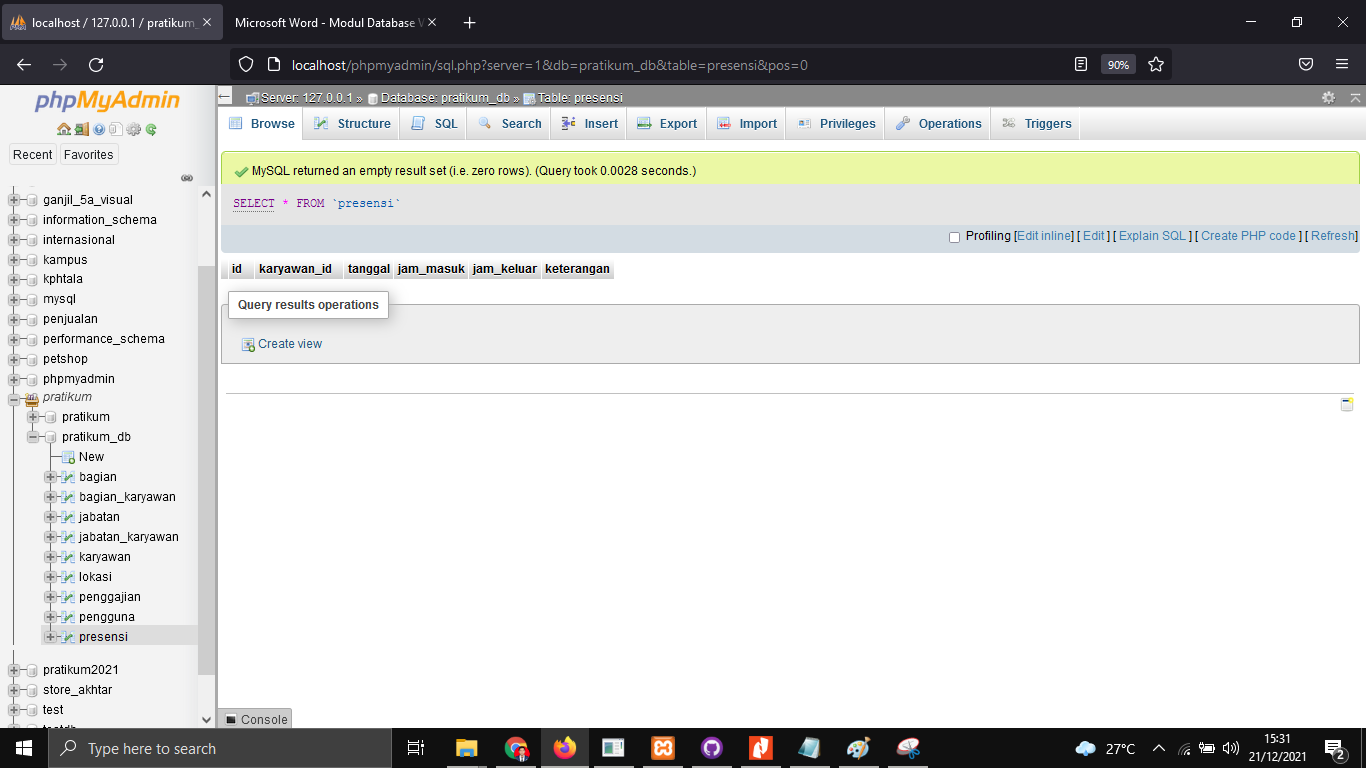 localhost / 127.0.0.1 / pratikum_
Microsoft Word - Modul Database V
localhost/phpmyadmin/sql.php?server=1&db=pratikum_db&table=presensi&pos=0
90%
phpMyAdmin
Recent
Favorites
ganjil_5a_visual
information_schema
internasional
kampus
kphtala
mysql
penjualan
performance_schema
petshop
phpmyadmin
pratikum
pratikum
pratikum_db
New
bagian
bagian_karyawan
jabatan
jabatan_karyawan
karyawan
lokasi
penggajian
pengguna
presensi
pratikum2021
store_akhtar
test
Server: 127.0.0.1 » Database: pratikum_db » Table: presensi
Browse Structure SQL Search Insert Export Import Privileges Operations Triggers
MySQL returned an empty result set (i.e. zero rows). (Query took 0.0028 seconds.)
SELECT * FROM `presensi`
Profiling [Edit inline] [ Edit ] [ Explain SQL ] [ Create PHP code ] [ Refresh]
id karyawan_id tanggal jam_masuk jam_keluar keterangan
Query results operations
Create view
Console
Type here to search
27°C
15:31
21/12/2021
2